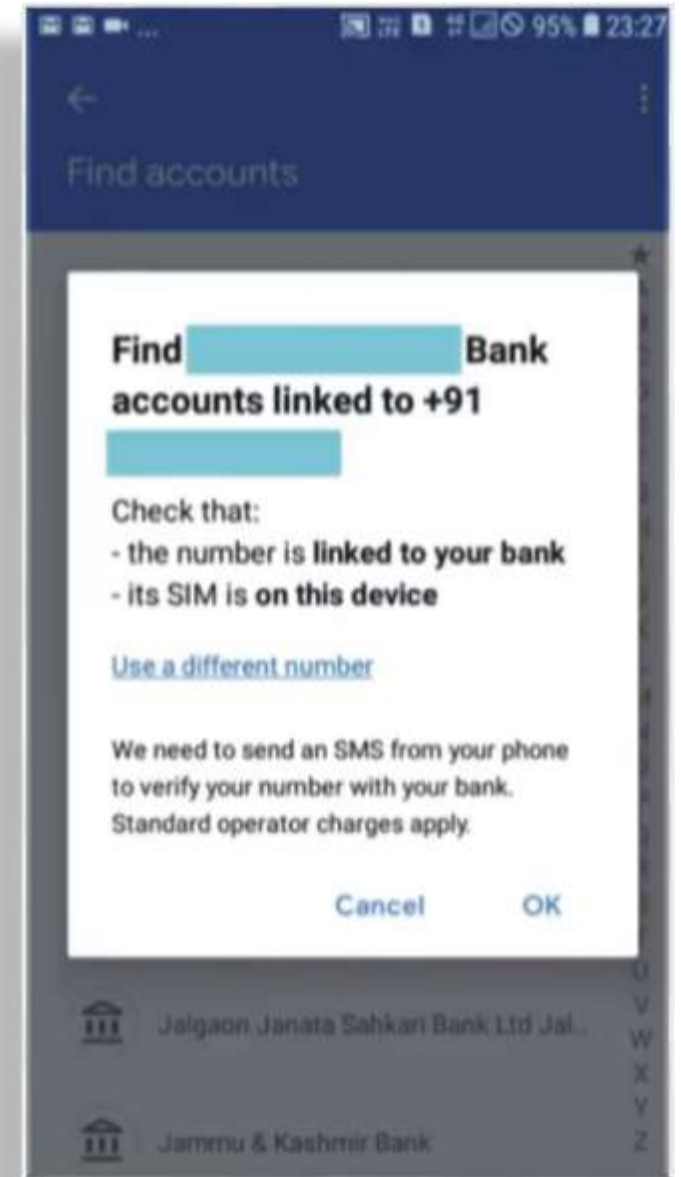 95% 23:27
Find accounts
Find Bank
accounts linked to +91
Check that:
- the number is linked to your bank
- its SIM is on this device
Use a different number
We need to send an SMS from your phone
to verify your number with your bank.
Standard operator charges apply.
Cancel OK
Jalgaon Janata Sahkari Bank Ltd Jal..
Jammu & Kashmir Bank
U
V
W
X
Y
Z